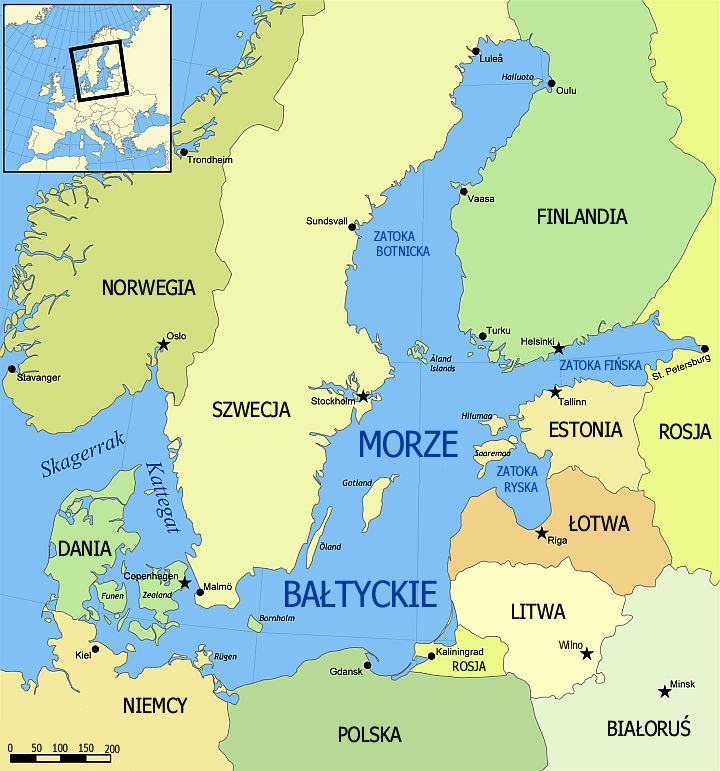 Luleå
Hailuoto
Oulu
Trondheim
Vaasa
FINLANDIA
Sundsvall
ZATOKA
BOTNICKA
NORWEGIA
Oslo
Turku
Helsinki
Åland
Islands
ZATOKA FIŃSKA
St. Petersburg
Stavanger
Stockholm
Tallinn
SZWECJA
Hiiumaa
ESTONIA
ROSJA
MORZE
Skagerrak
Kattegat
Saaremaa
ZATOKA
RYSKA
Gotland
ŁOTWA
Riga
DANIA
Öland
Copenhagen
Malmö
Funen
Zealand
BAŁTYCKIE
LITWA
Bornholm
Wilno
Kiel
Rügen
Kaliningrad
ROSJA
Gdansk
Minsk
NIEMCY
POLSKA
BIAŁORUŚ
0 50 100 150 200